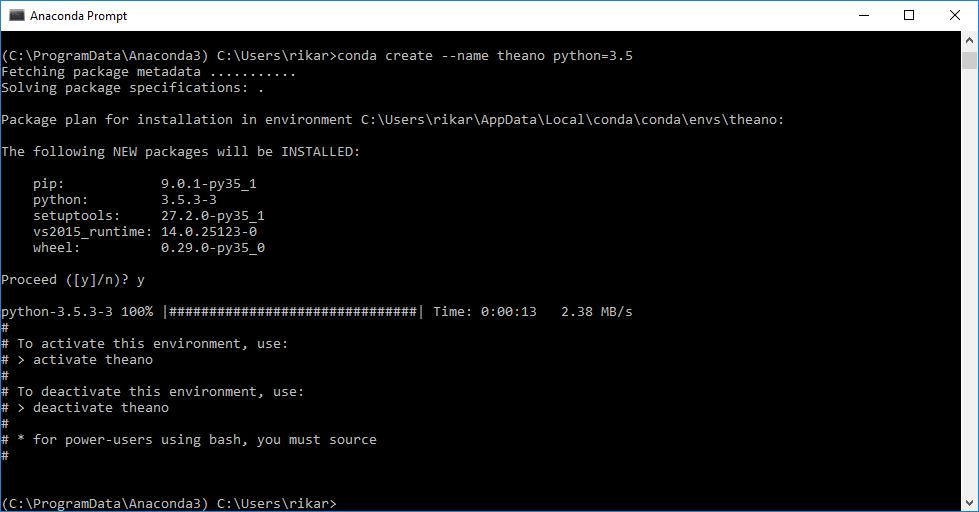 Anaconda Prompt
(C:\ProgramData\Anaconda3) C:\Users\rikar>conda create --name theano python=3.5
Fetching package metadata ...........
Solving package specifications: .
Package plan for installation in environment C:\Users\rikar\AppData\Local\conda\conda\envs\theano:
The following NEW packages will be INSTALLED:
pip: 9.0.1-py35_1
python: 3.5.3-3
setuptools: 27.2.0-py35_1
vs2015_runtime: 14.0.25123-0
wheel: 0.29.0-py35_0
Proceed ([y]/n)? y
python-3.5.3-3 100% |###############################| Time: 0:00:13 2.38 MB/s
#
# To activate this environment, use:
# > activate theano
#
# To deactivate this environment, use:
# > deactivate theano
#
# * for power-users using bash, you must source
#
(C:\ProgramData\Anaconda3) C:\Users\rikar>